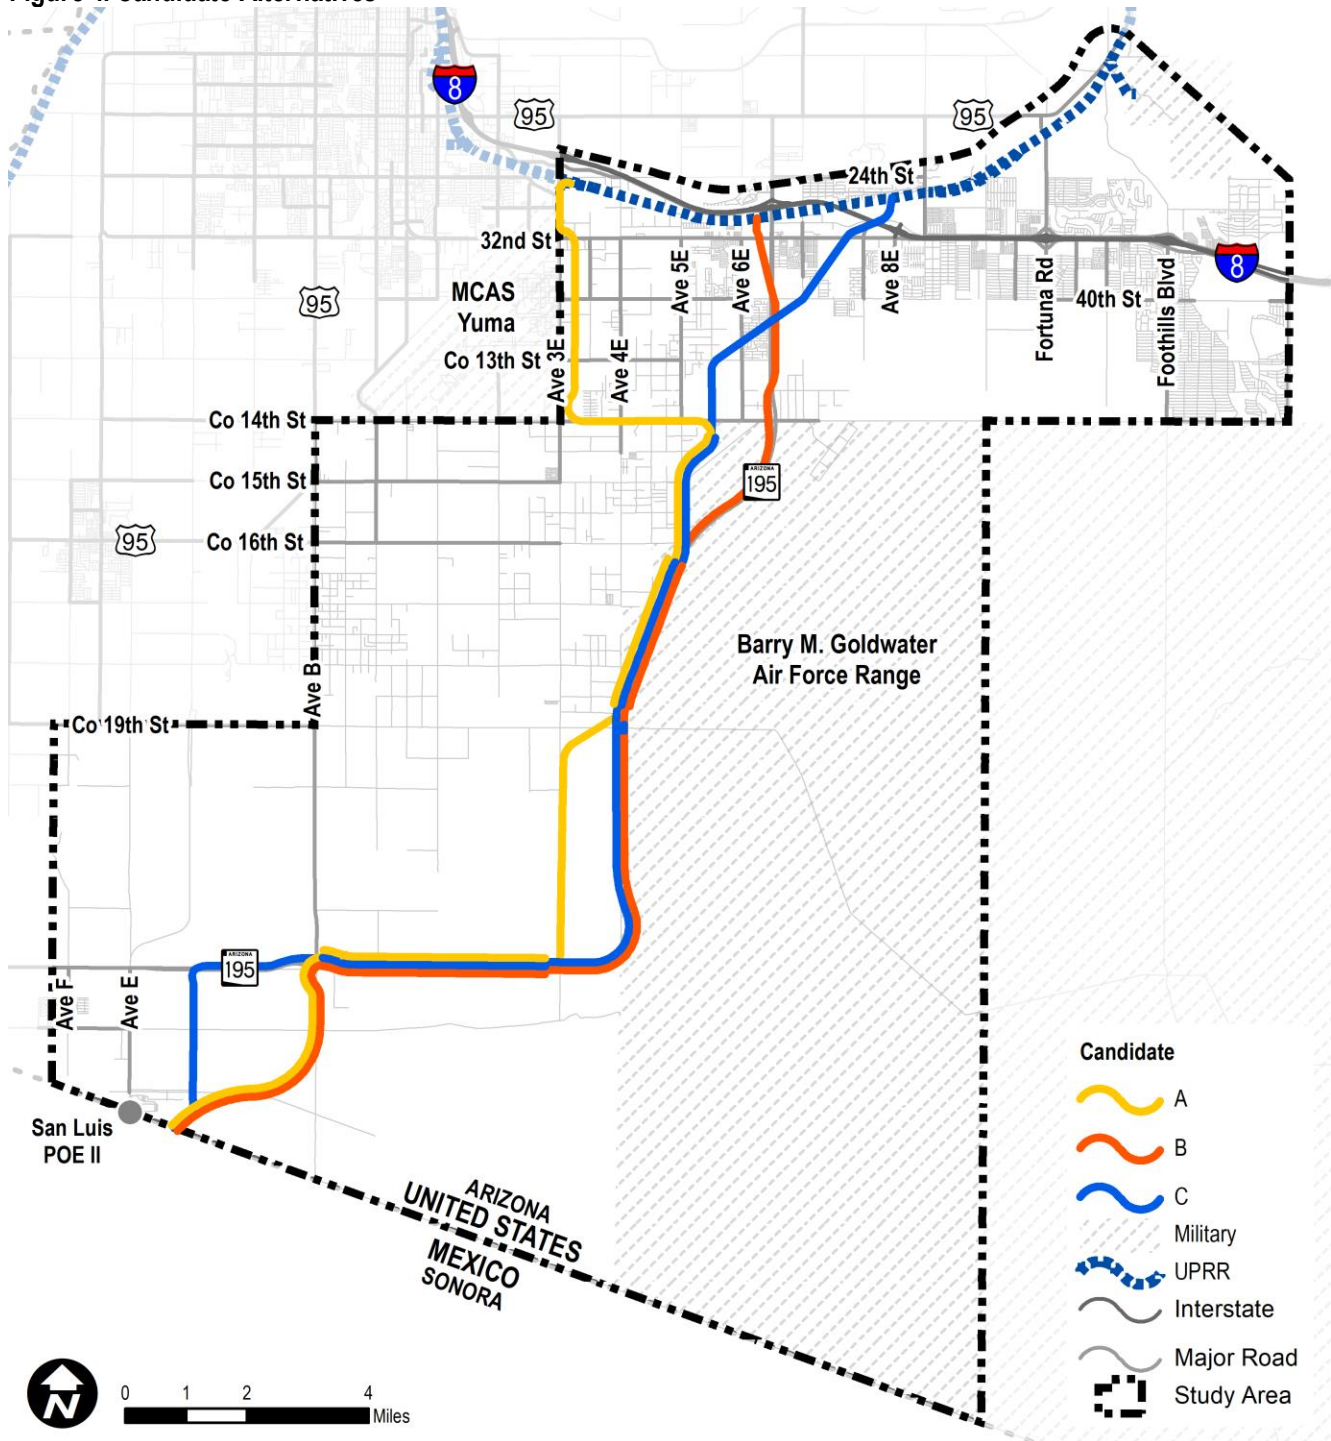 8
95
95
24th St
32nd St
Ave 5E
Ave 6E
Ave 8E
Fortuna Rd
Foothills Blvd
8
40th St
95
MCAS
Yuma
Ave 3E
Co 13th St
Ave 4E
Co 14th St
Co 15th St
ARIZONA
195
95
Co 16th St
Barry M. Goldwater
Air Force Range
Ave B
Co 19th St
ARIZONA
195
Ave F
Ave E
San Luis
POE II
ARIZONA
UNITED STATES
MEXICO
SONORA
Candidate
A
B
C
Military
UPRR
Interstate
Major Road
Study Area
N
0 1 2 4
Miles